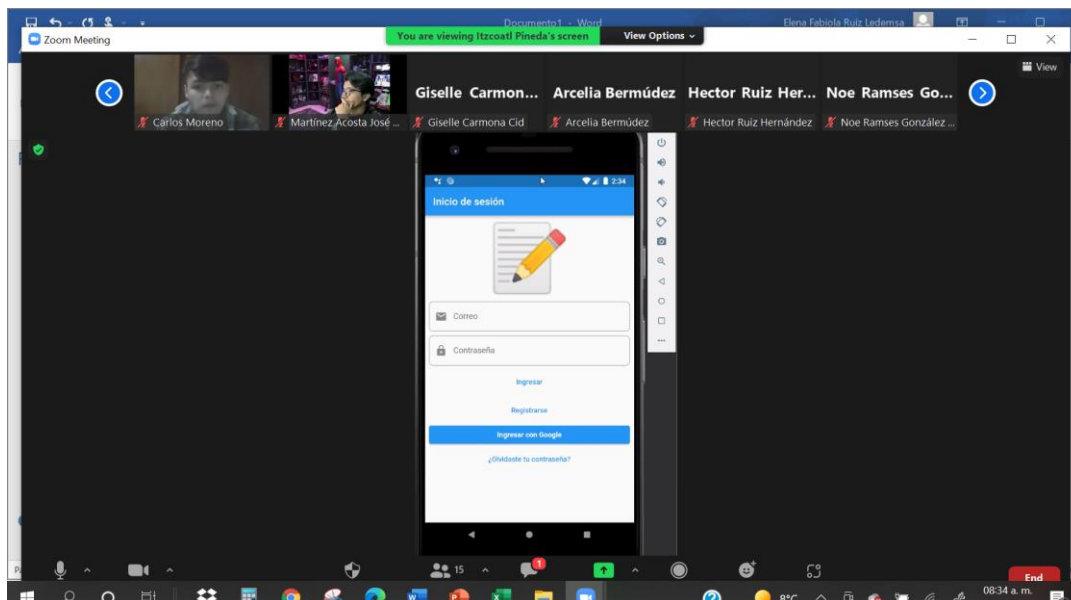 Documento1 - Word
Elena Fabiola Ruiz Ledemsa
Zoom Meeting
You are viewing Itzcoatl Pineda's screen
View Options
View
Giselle Carmon...
Arcelia Bermúdez
Hector Ruiz Her...
Noe Ramses Go...
Carlos Moreno
Martínez Acosta José ...
Giselle Carmona Cid
Arcelia Bermúdez
Hector Ruiz Hernández
Noe Ramses González ...
2:34
Inicio de sesión
Correo
Contraseña
Ingresar
Registrarse
Ingresar con Google
¿Olvidaste tu contraseña?
15
1
End
8°C
08:34 a. m.